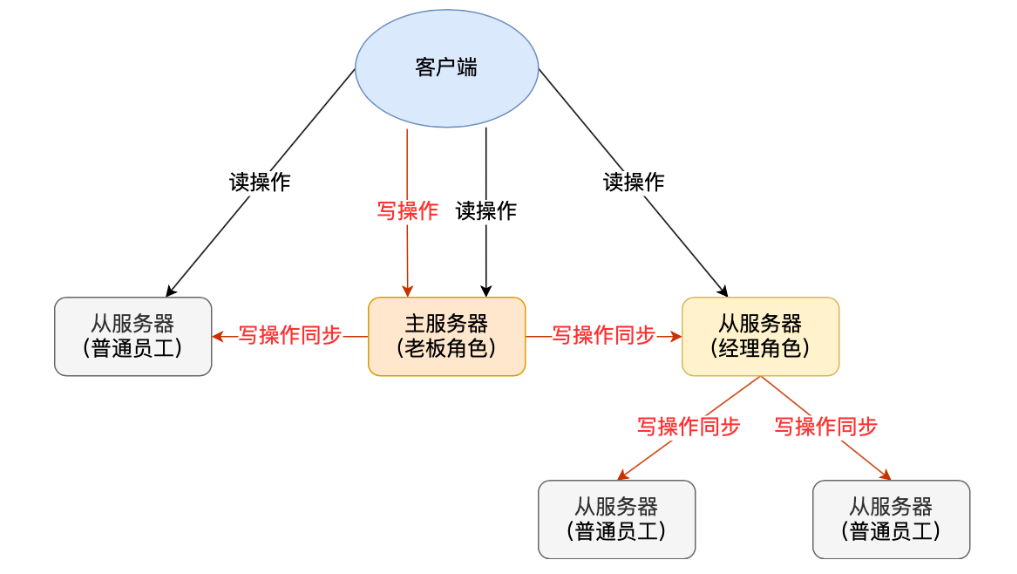 客户端
读操作
读操作
写操作
读操作
从服务器
(普通员工)
写操作同步
主服务器
(老板角色)
写操作同步
从服务器
(经理角色)
写操作同步
写操作同步
从服务器
(普通员工)
从服务器
(普通员工)